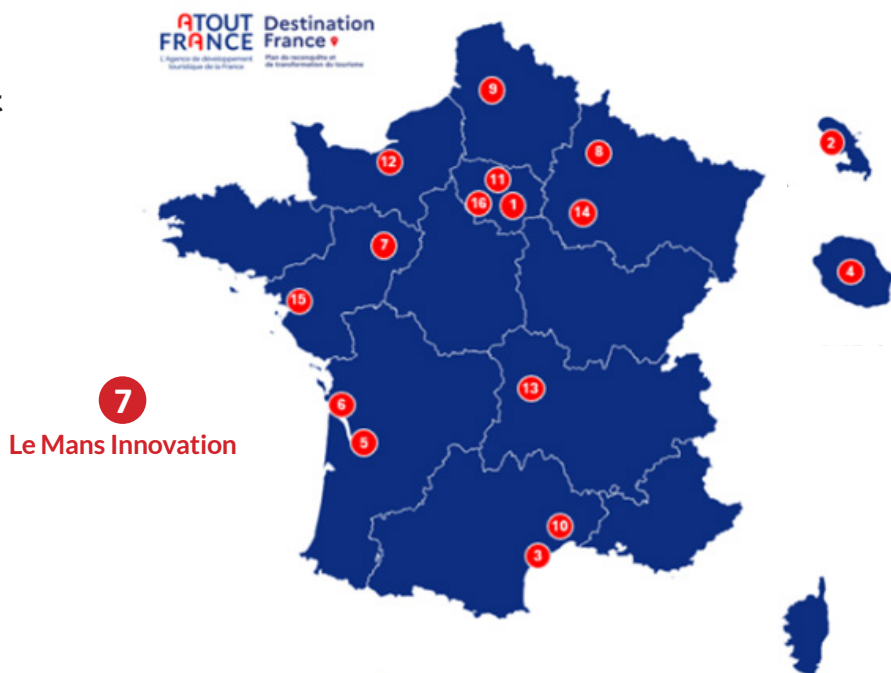 ATOUT
FRANCE
L'Agence de développement
touristique de la France
Destination
France
Plan de reconquête et
de transformation du tourisme
9
2
12
8
11
16
1
14
7
4
15
7
Le Mans Innovation
13
6
5
10
3